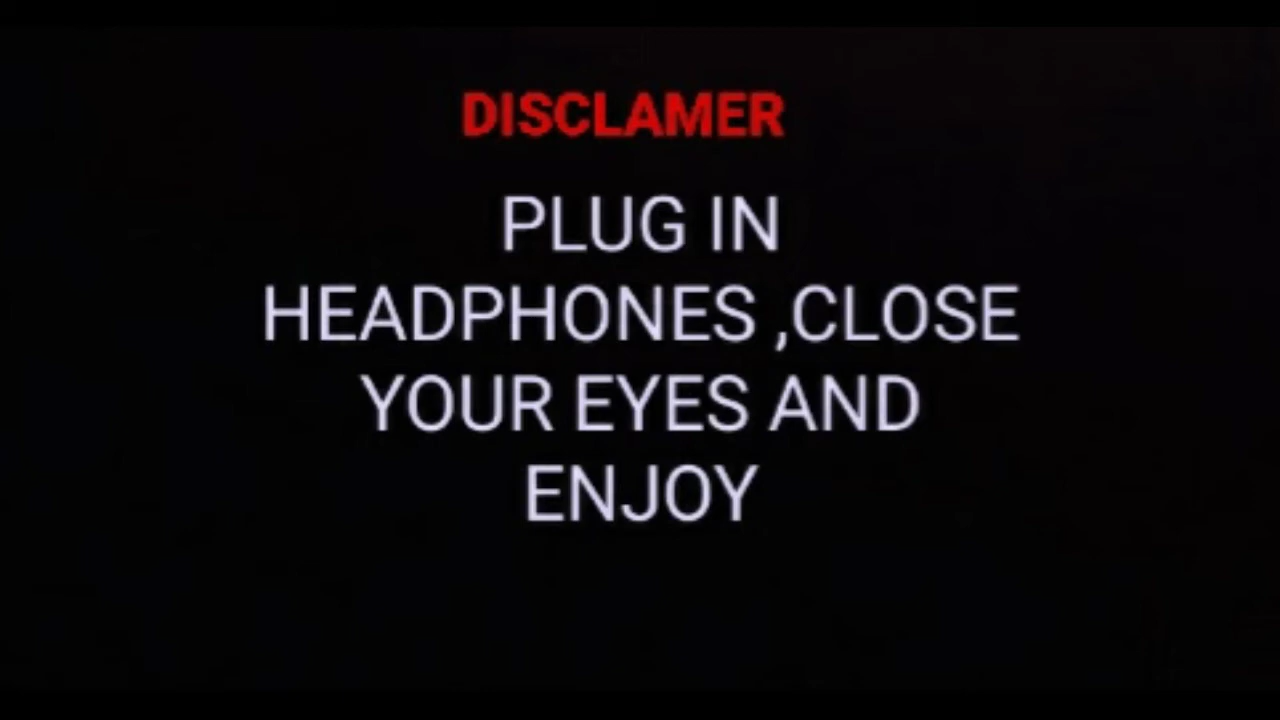 DISCLAMER
PLUG IN
HEADPHONES ,CLOSE
YOUR EYES AND
ENJOY